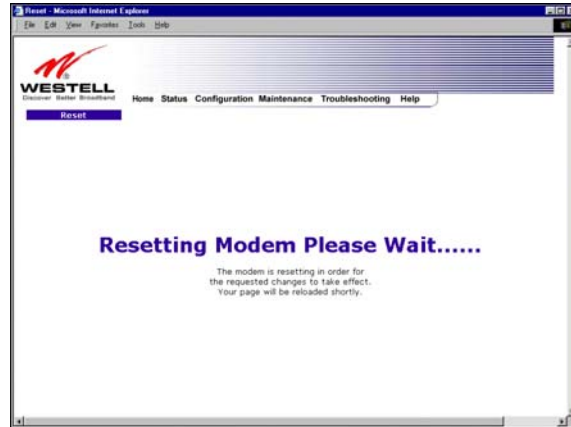 Reset - Microsoft Internet Explorer
File Edit View Favorites Tools Help
WESTELL
Discover Better Broadband
Home Status Configuration Maintenance Troubleshooting Help
Reset
Resetting Modem Please Wait......
The modem is resetting in order for
the requested changes to take effect.
Your page will be reloaded shortly.